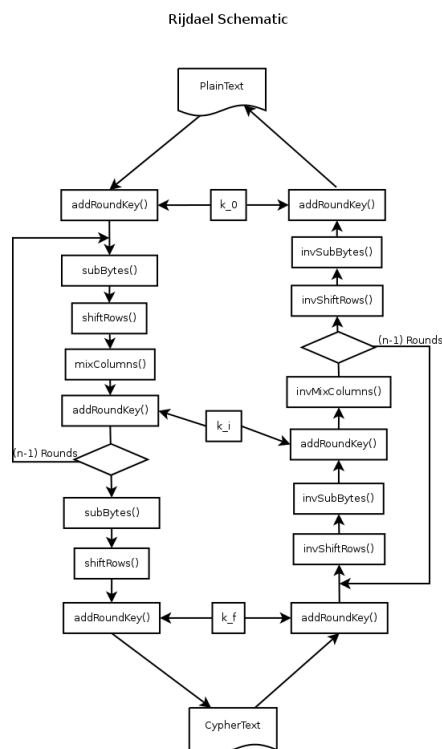 Rijdael Schematic
PlainText
addRoundKey()
k_0
addRoundKey()
subBytes()
invSubBytes()
shiftRows()
invShiftRows()
mixColumns()
(n-1) Rounds
addRoundKey()
invMixColumns()
k_i
addRoundKey()
(n-1) Rounds
subBytes()
invSubBytes()
shiftRows()
invShiftRows()
addRoundKey()
k_f
addRoundKey()
CypherText